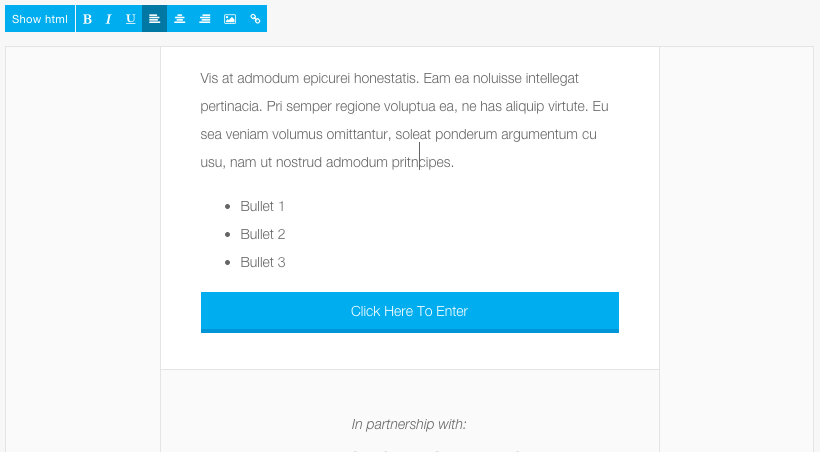 Show html B I U
Vis at admodum epicurei honestatis. Eam ea noluisse intellegat
pertinacia. Pri semper regione voluptua ea, ne has aliquip virtute. Eu
sea veniam volumus omittantur, soleat ponderum argumentum cu
usu, nam ut nostrud admodum pritncipes.
• Bullet 1
• Bullet 2
• Bullet 3
Click Here To Enter
In partnership with: